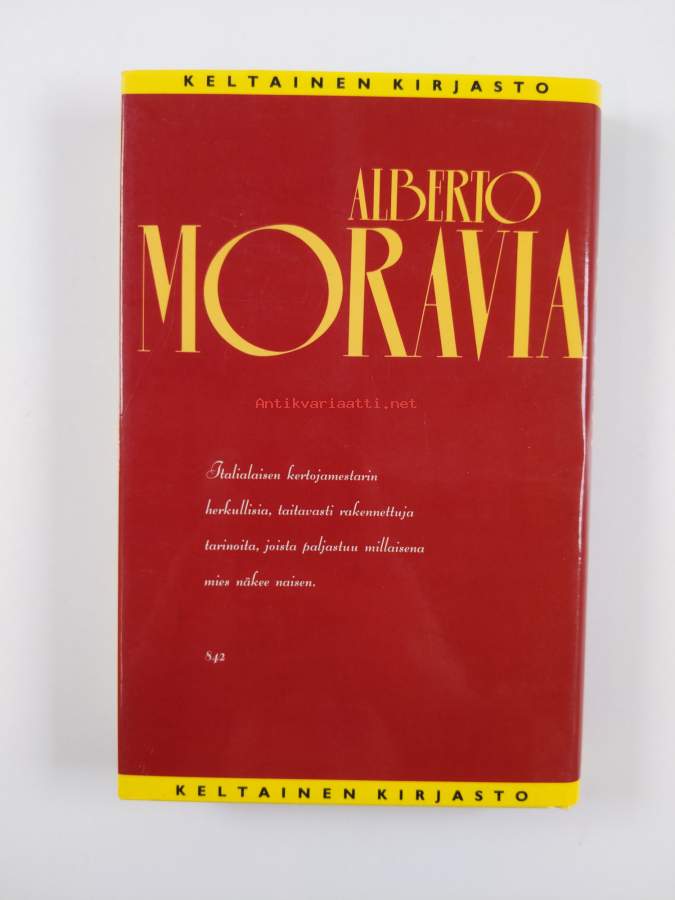 KELTAINEN KIRJASTO
ALBERTO
MORAVIA
Antikvariaatti.net
Italialaisen kertojamestarin
herkullisia, taitavasti rakennettuja
tarinoita, joista paljastuu millaisena
mies näkee naisen.
842
KELTAINEN KIRJASTO